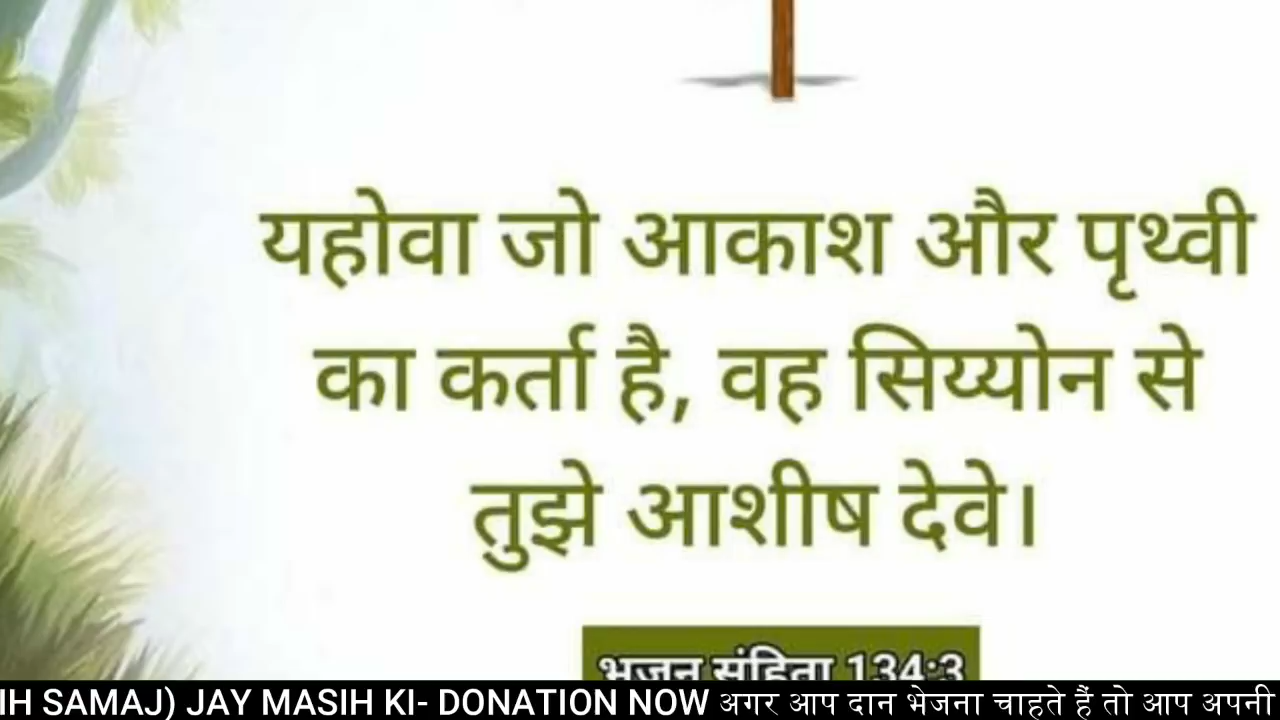 यहोवा जो आकाश और पृथ्वी
का कर्ता है, वह सिय्योन से
तुझे आशीष देवे।
भजन संहिता 134:3
IH SAMAJ) JAY MASIH KI- DONATION NOW अगर आप दान भेजना चाहते हैं तो आप अपनी